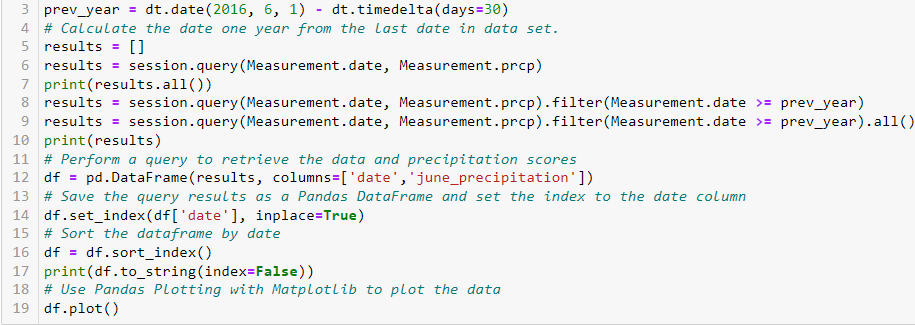 3 prev_year = dt.date(2016, 6, 1) - dt.timedelta(days=30)
4 # Calculate the date one year from the last date in data set.
5 results = []
6 results = session.query(Measurement.date, Measurement.prcp)
7 print(results.all())
8 results = session.query(Measurement.date, Measurement.prcp).filter(Measurement.date >= prev_year)
9 results = session.query(Measurement.date, Measurement.prcp).filter(Measurement.date >= prev_year).all()
10 print(results)
11 # Perform a query to retrieve the data and precipitation scores
12 df = pd.DataFrame(results, columns=['date','june_precipitation'])
13 # Save the query results as a Pandas DataFrame and set the index to the date column
14 df.set_index(df['date'], inplace=True)
15 # Sort the dataframe by date
16 df = df.sort_index()
17 print(df.to_string(index=False))
18 # Use Pandas Plotting with Matplotlib to plot the data
19 df.plot()